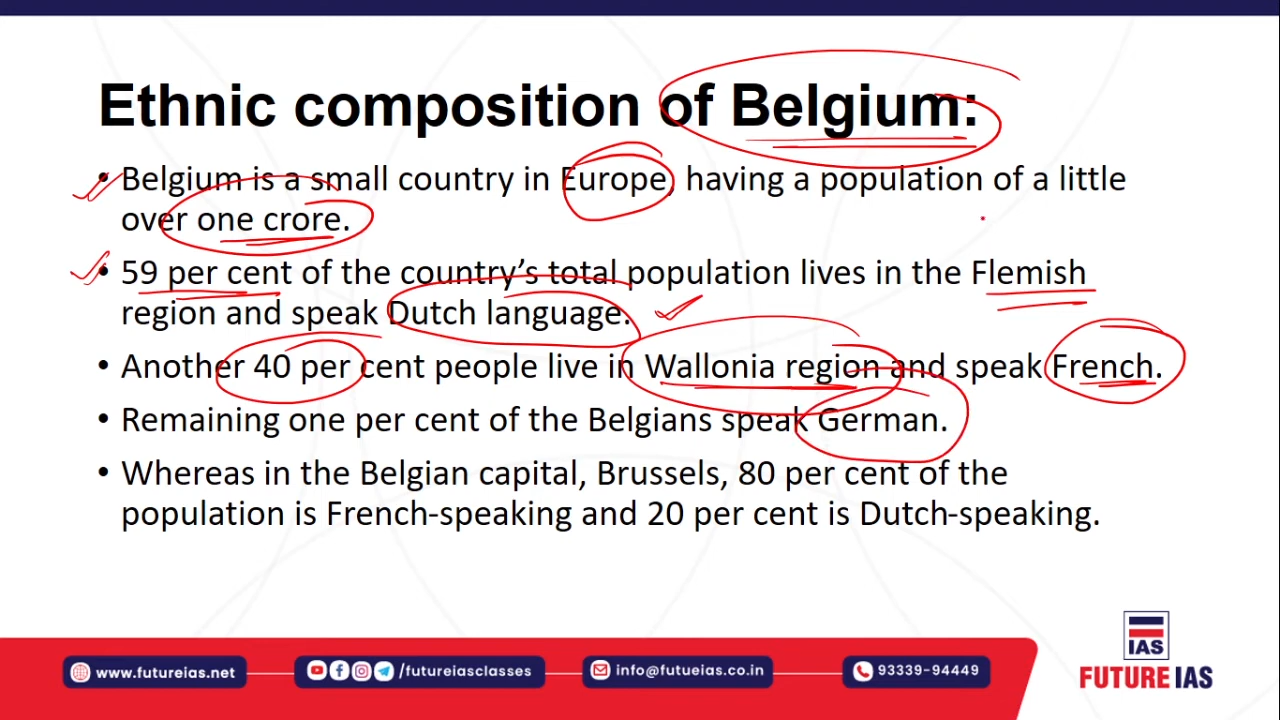 Ethnic composition of Belgium:
• Belgium is a small country in Europe, having a population of a little
over one crore.
• 59 per cent of the country’s total population lives in the Flemish
region and speak Dutch language.
• Another 40 per cent people live in Wallonia region and speak French.
• Remaining one per cent of the Belgians speak German.
• Whereas in the Belgian capital, Brussels, 80 per cent of the
population is French-speaking and 20 per cent is Dutch-speaking.
www.futureias.net
/futureiasclasses
info@futueias.co.in
93339-94449
IAS
FUTURE IAS